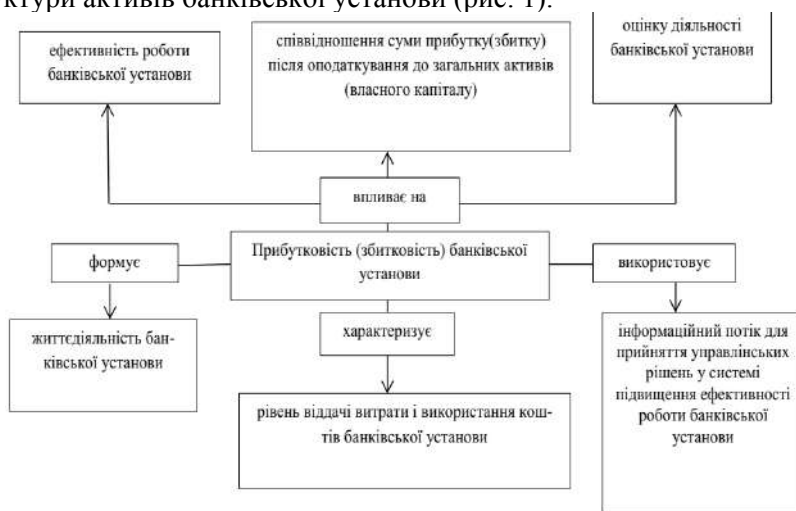 ктури активів банківської установи (рис. 1).
ефективність роботи
банківської установи
співвідношення суми прибутку(збитку)
після оподаткування до загальних активів
(власного капіталу)
оцінку діяльності
банківської установи
впливає на
формує
Прибутковість (збитковість) банківської
установи
використовує
життєдіяльність бан-
ківської установи
характеризує
інформаційний потік для
прийняття управлінських
рішень у системі
підвищення ефективності
роботи банківської
установи
рівень віддачі витрати і використання кош-
тів банківської установи